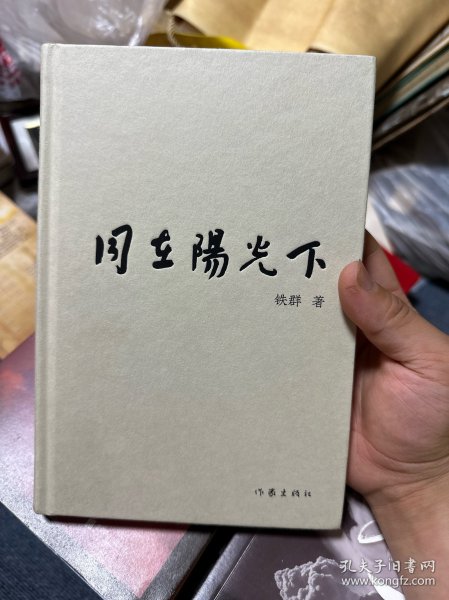 同在陽光下
铁群 著
作家出版社
孔夫子旧书网
www.kongfz.com